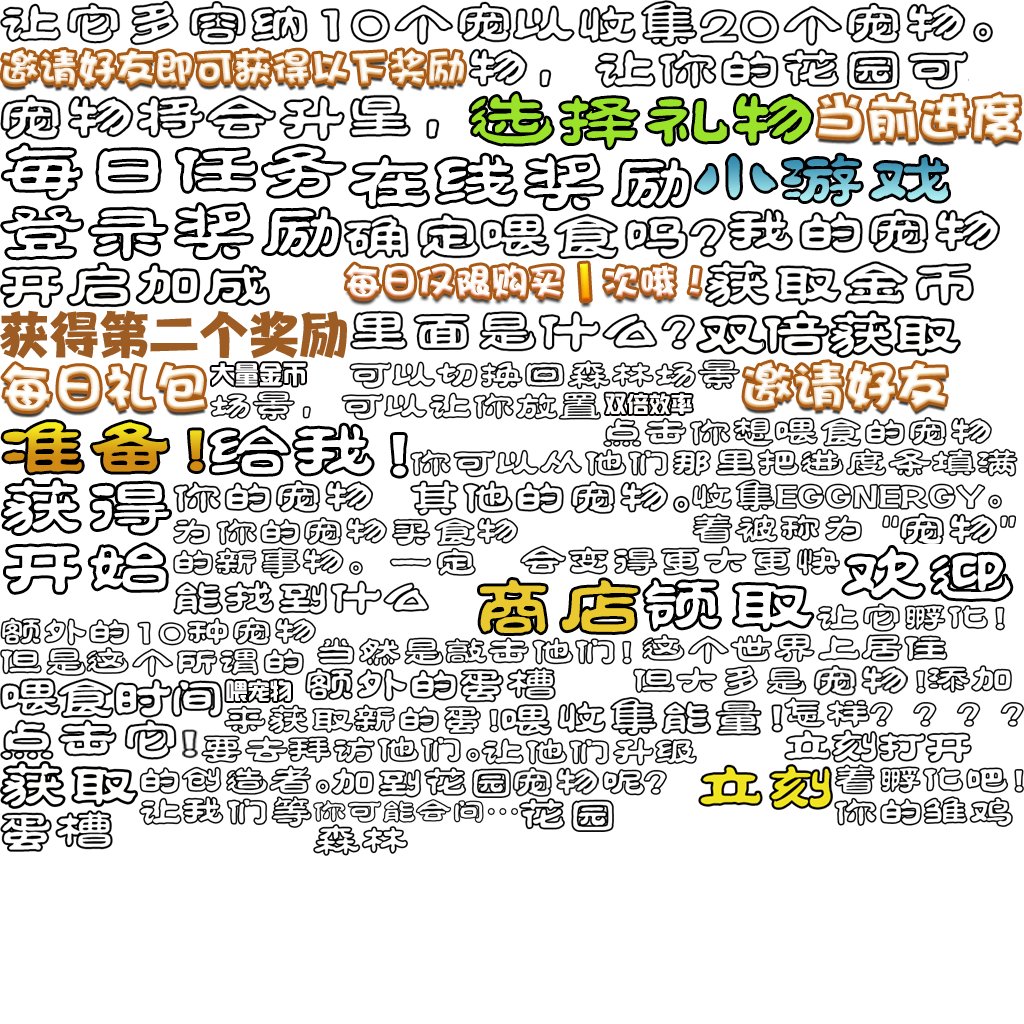 让它多容纳10个宠以收集20个宠物。
邀请好友即可获得以下奖励物，让你的花园可
宠物将会升星，选择礼物当前进度
每日任务在线奖励小游戏
登录奖励确定喂食吗?我的宠物
开启加成 每日仅限购买1次哦!获取金币
获得第二个奖励里面是什么?双倍获取
每日礼包大量金币 可以切换回森林场景邀请好友
场景，可以让你放置双倍效率
准备!给我! 点击你想喂食的宠物
你可以从他们那里把进度条填满
获得你的宠物 其他的宠物。收集EGGNERGY。
为你的宠物买食物 着被称为“宠物”
开始的新事物。一定 会变得更大更快欢迎
能找到什么 商店领取让它孵化!
额外的10种宠物
但是这个所谓的 当然是敲击他们!这个世界上居住
喂食时间喂宠物 额外的蛋槽 但大多是宠物!添加
乎获取新的蛋!喂收集能量!怎样????
点击它!要去拜访他们。让他们升级 立刻打开
获取的创造者。加到花园宠物呢? 立刻着孵化吧!
让我们等你可能会问…花园 你的雏鸡
蛋槽 森林